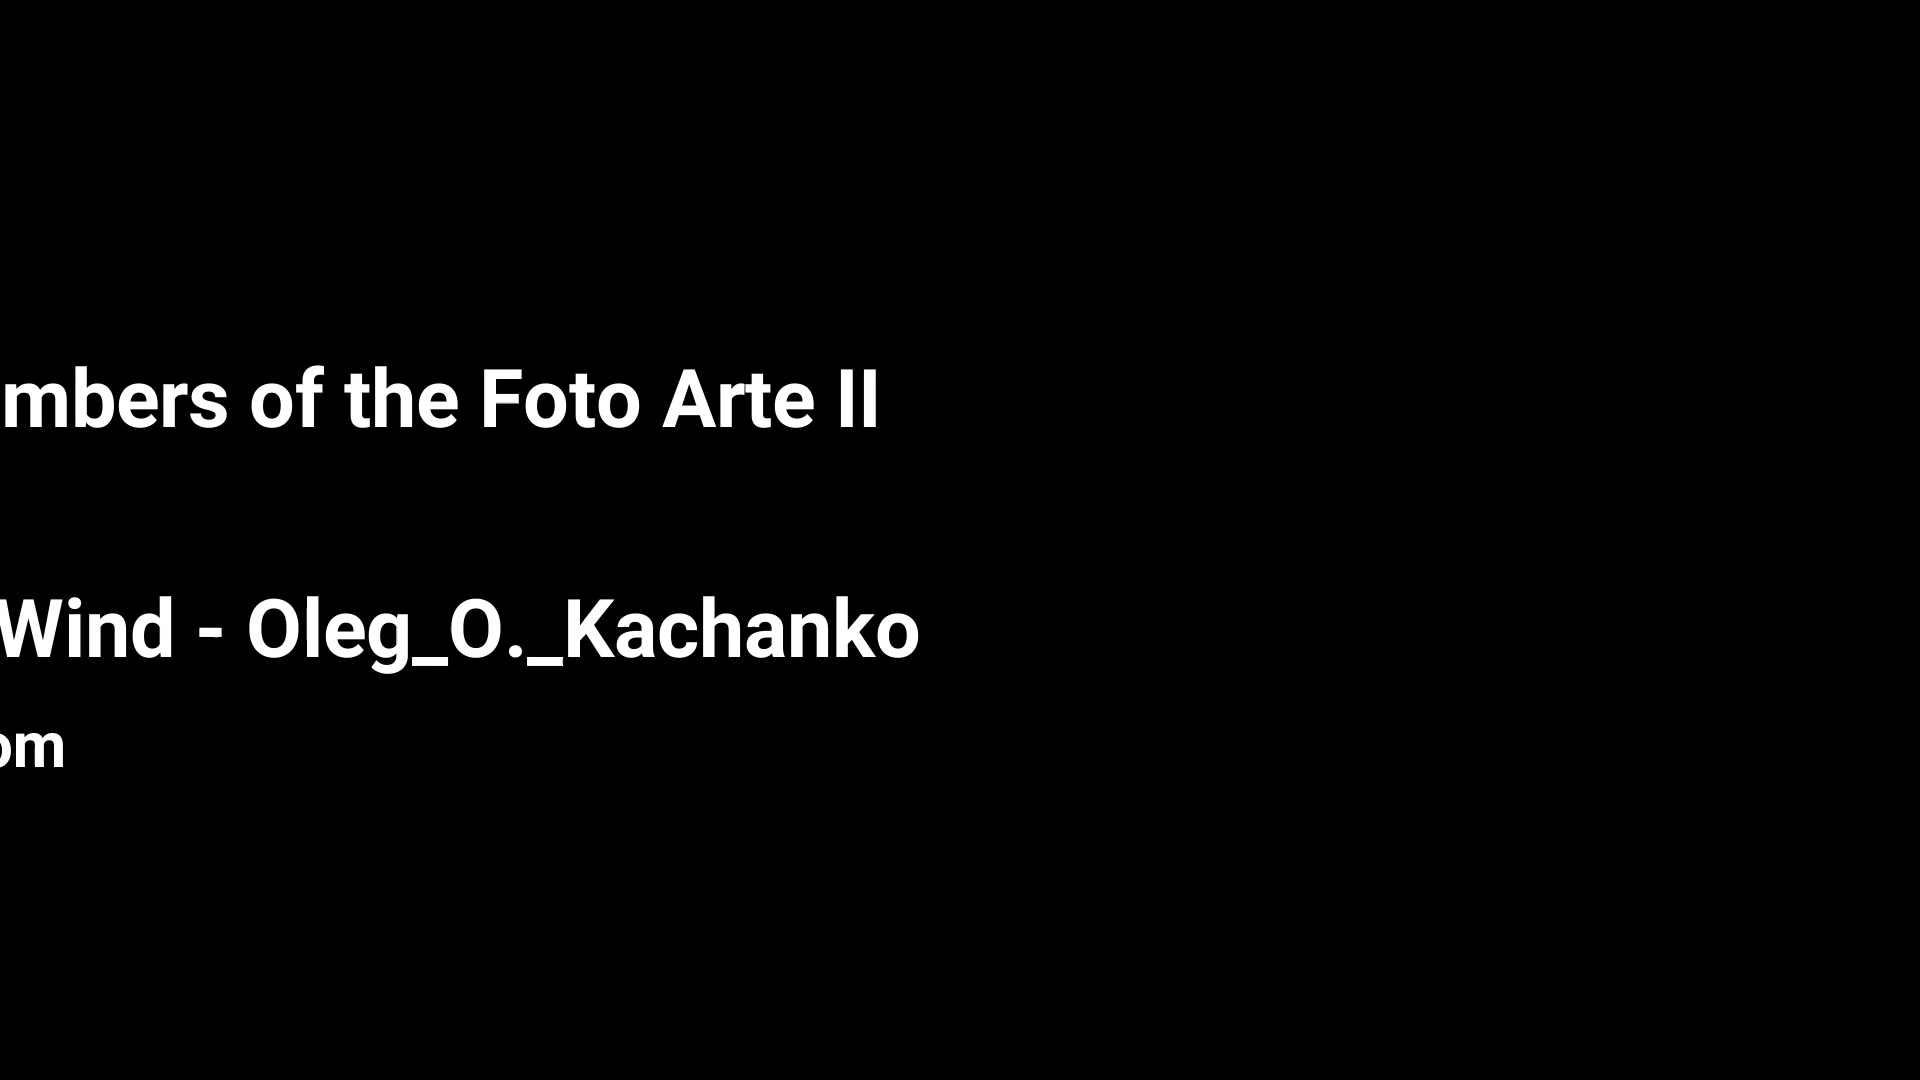 mbers of the Foto Arte II
Wind - Oleg_O._Kachanko
om